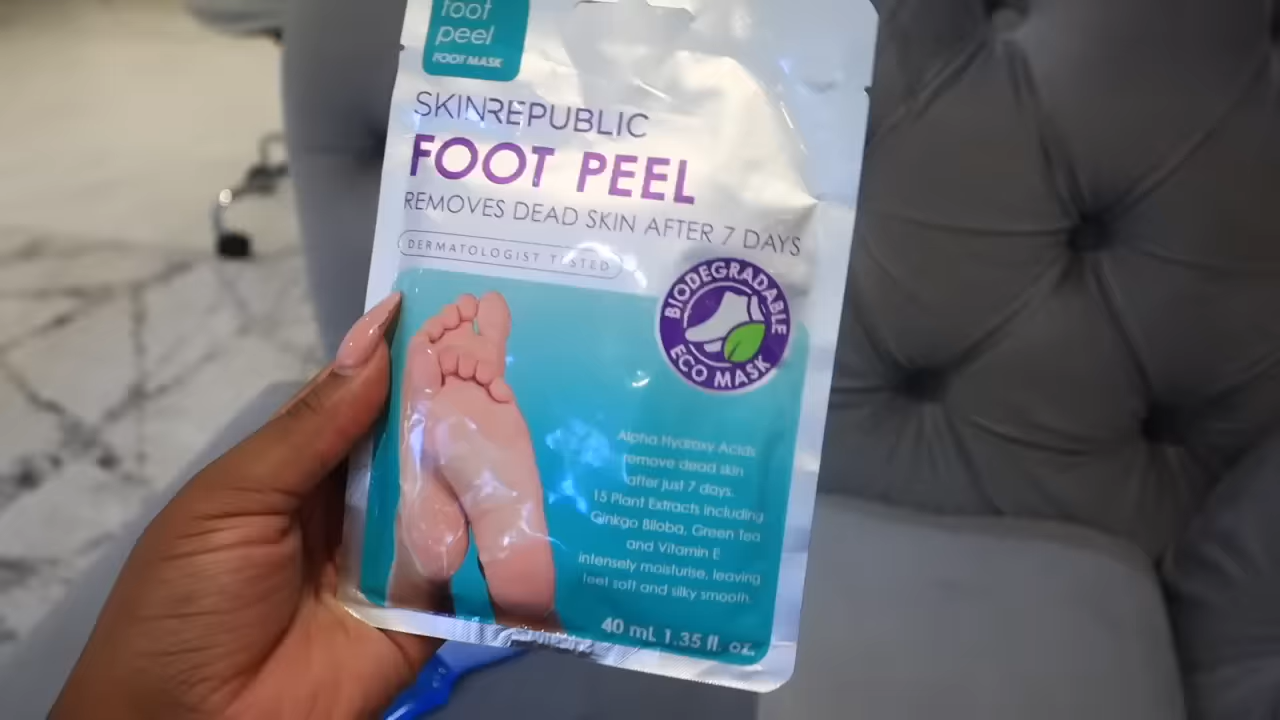 foot
peel
FOOT MASK
SKINREPUBLIC
FOOT PEEL
REMOVES DEAD SKIN AFTER 7 DAYS
DERMATOLOGIST TESTED
BIODEGRADABLE
ECO MASK
Alpha Hydroxy Acids
remove dead skin
after just 7 days.
15 Plant Extracts including
Ginkgo Biloba, Green Tea
and Vitamin E
intensely moisturise, leaving
feet soft and silky smooth.
40 mL 1.35 fl. oz.